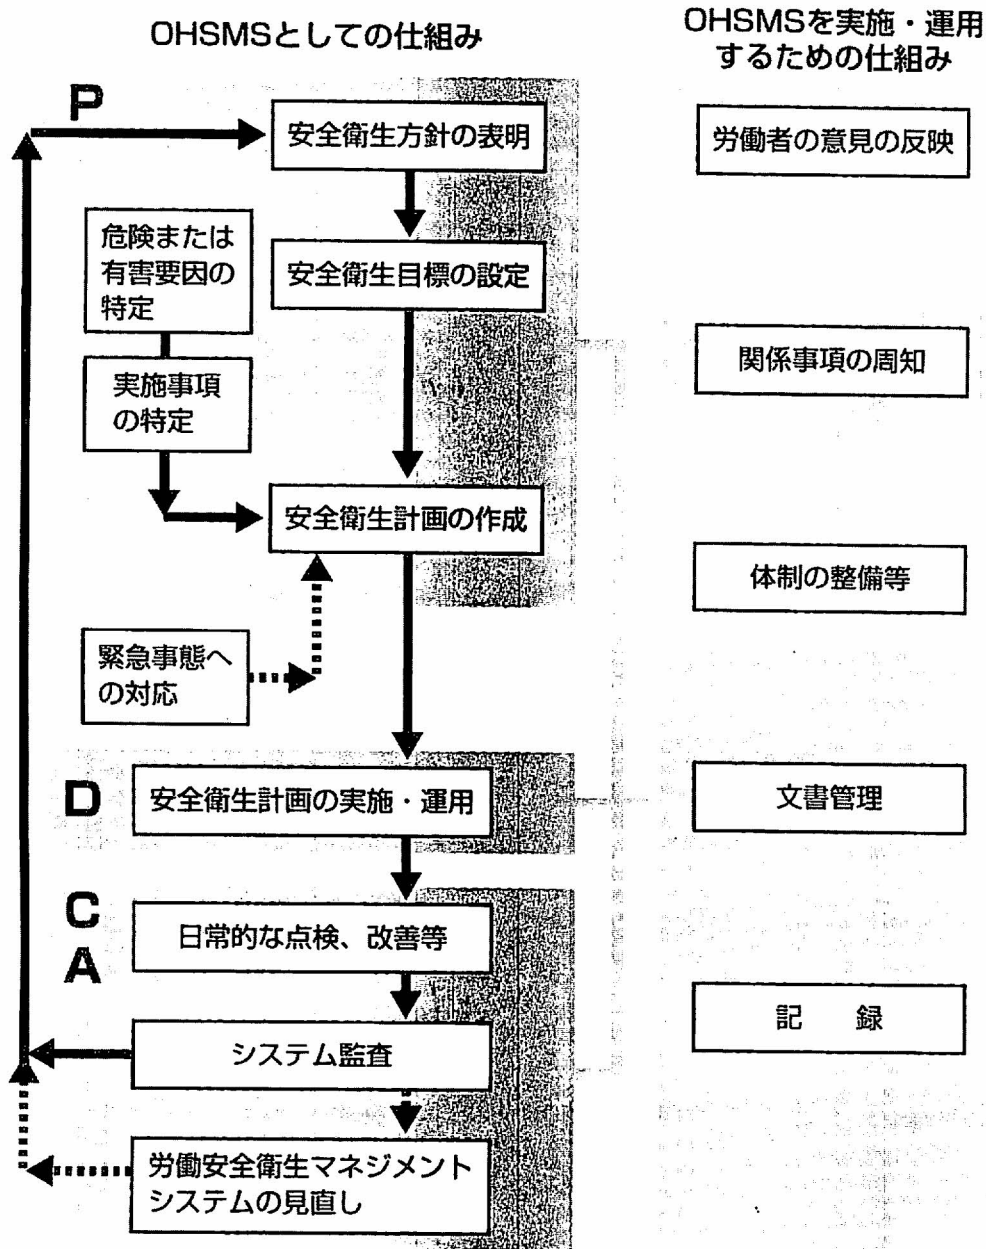 OHSMSとしての仕組み
P
安全衛生方針の表明
危険または
有害要因の
特定
安全衛生目標の設定
実施事項
の特定
安全衛生計画の作成
緊急事態へ
の対応
D
安全衛生計画の実施・運用
C
A
日常的な点検、改善等
システム監査
労働安全衛生マネジメント
システムの見直し
OHSMSを実施・運用
するための仕組み
労働者の意見の反映
関係事項の周知
体制の整備等
文書管理
記　　録